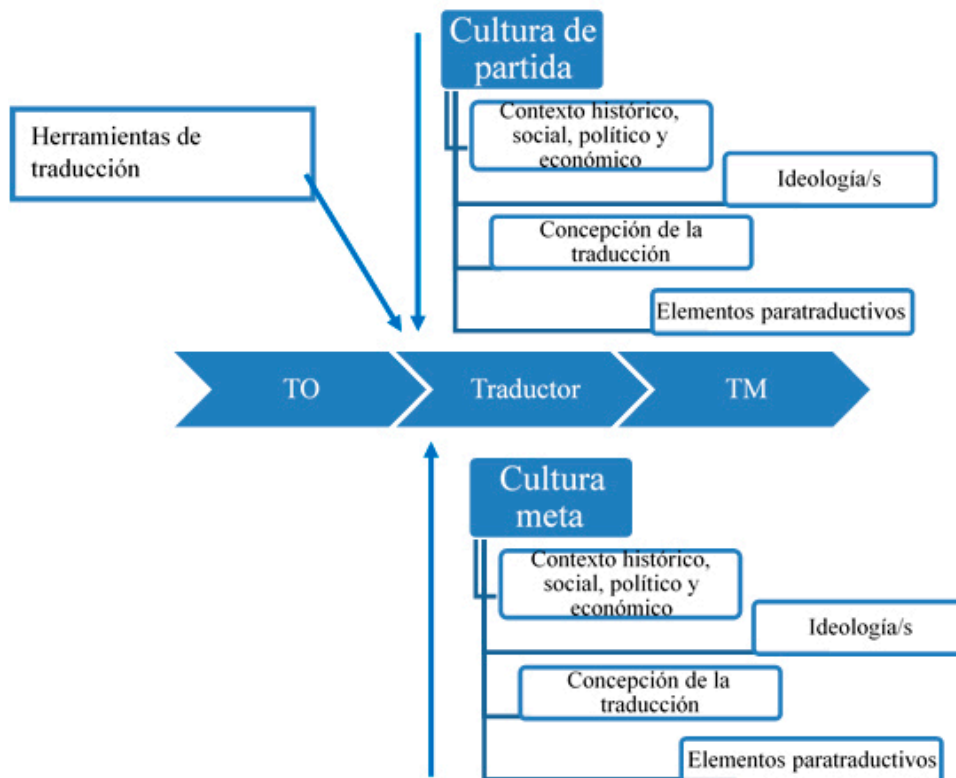 Cultura de
partida
Contexto histórico,
social, político y
económico
Ideología/s
Herramientas de
traducción
Concepción de la
traducción
Elementos paratraductivos
TO
Traductor
TM
Cultura
meta
Contexto histórico,
social, político y
económico
Ideología/s
Concepción de la
traducción
Elementos paratraductivos